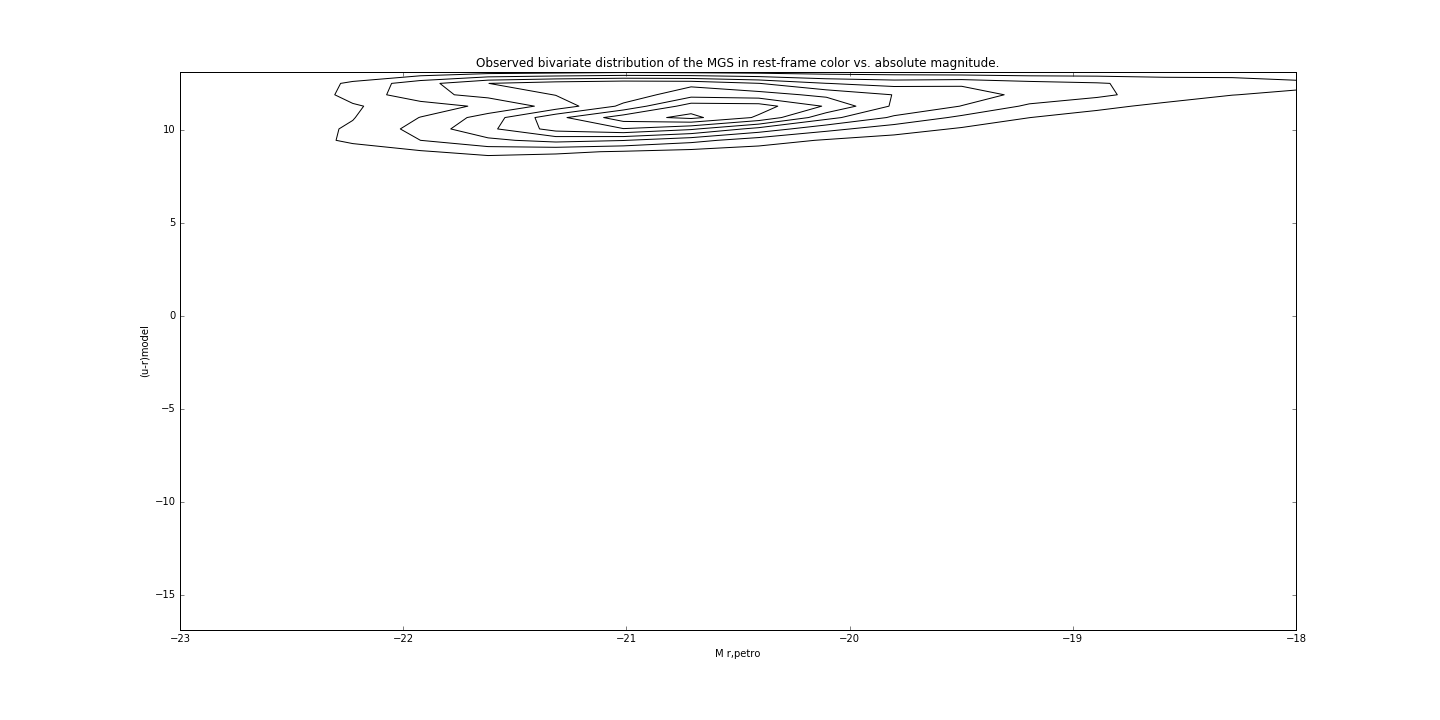 Observed bivariate distribution of the MGS in rest-frame color vs. absolute magnitude.
10
5
0
−5
−10
−15
(u-r)model
−23 −22 −21 −20 −19 −18
M r,petro